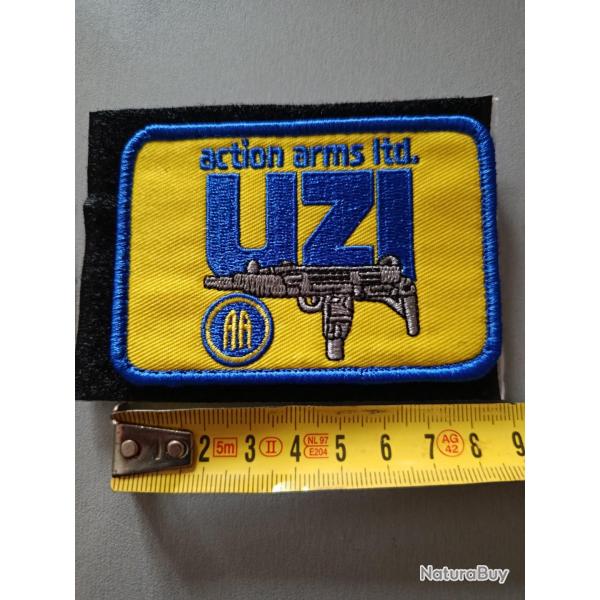 action arms ltd.
UZI
AA
2 5m 3 II 4 NL 97 E204 5 6 7 AG 42 8 9
NaturaBuy